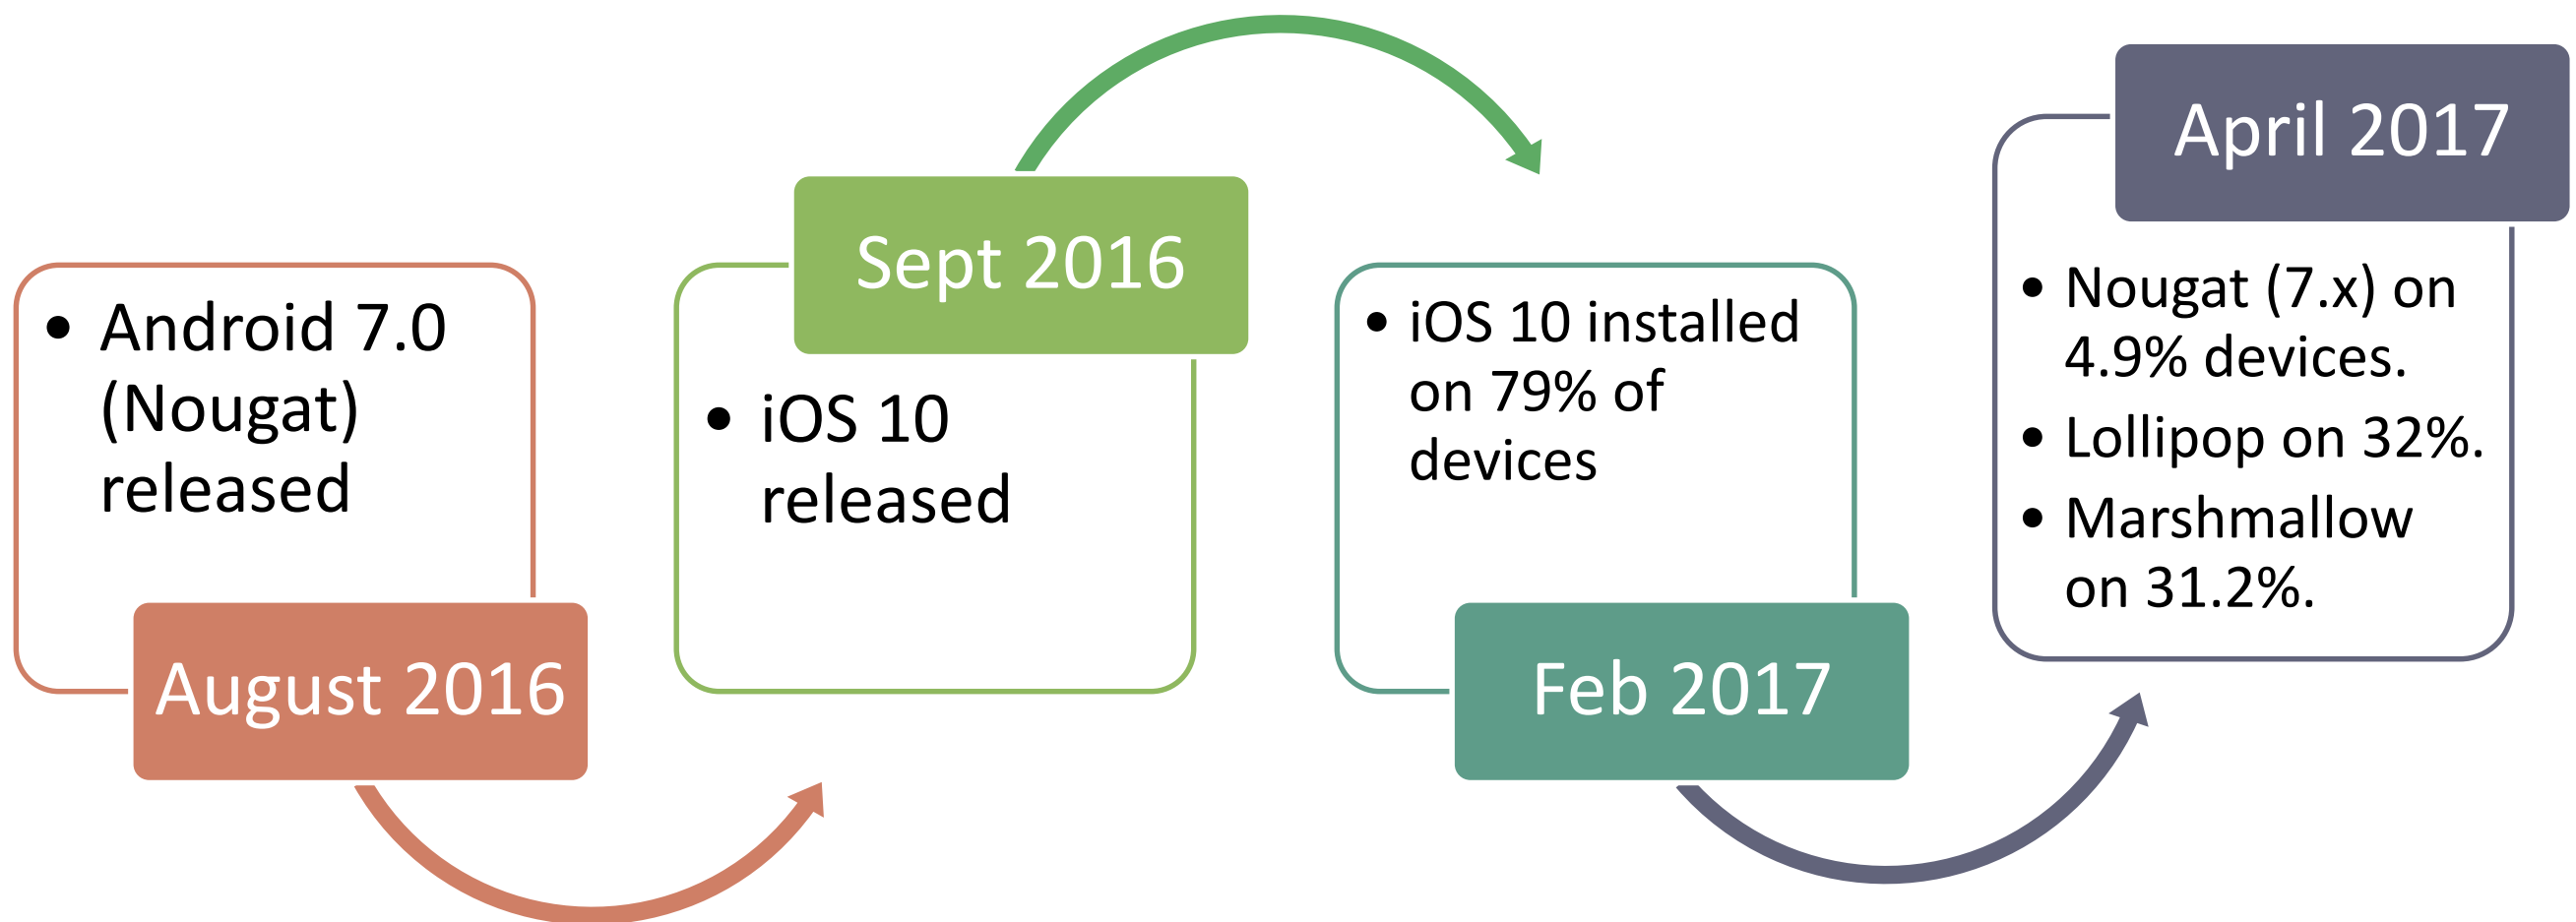 • Android 7.0
(Nougat)
released
August 2016
Sept 2016
• iOS 10
released
• iOS 10 installed
on 79% of
devices
Feb 2017
April 2017
• Nougat (7.x) on
4.9% devices.
• Lollipop on 32%.
• Marshmallow
on 31.2%.